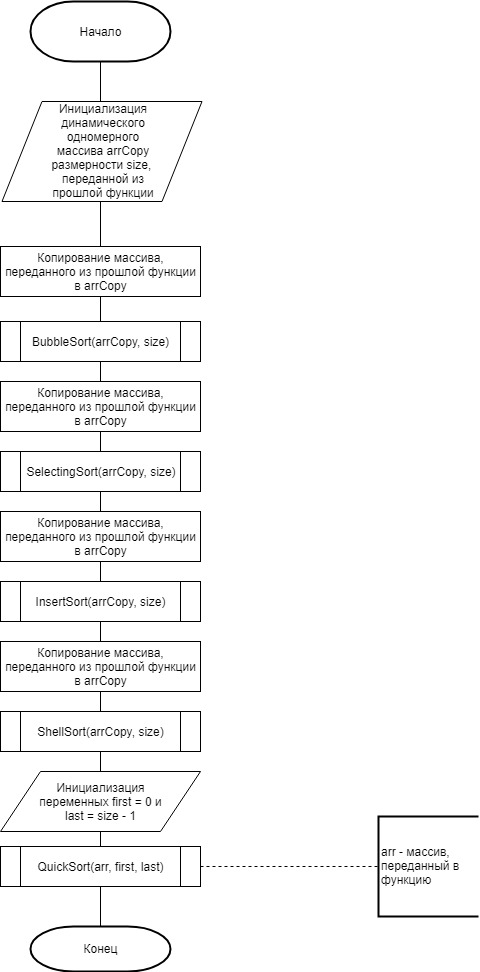 Начало
Инициализация
динамического
одномерного
массива arrCopy
размерности size,
переданной из
прошлой функции
Копирование массива,
переданного из прошлой функции
в arrCopy
BubbleSort(arrCopy, size)
Копирование массива,
переданного из прошлой функции
в arrCopy
SelectingSort(arrCopy, size)
Копирование массива,
переданного из прошлой функции
в arrCopy
InsertSort(arrCopy, size)
Копирование массива,
переданного из прошлой функции
в arrCopy
ShellSort(arrCopy, size)
Инициализация
переменных first = 0 и
last = size - 1
QuickSort(arr, first, last)
arr - массив,
переданный в
функцию
Конец